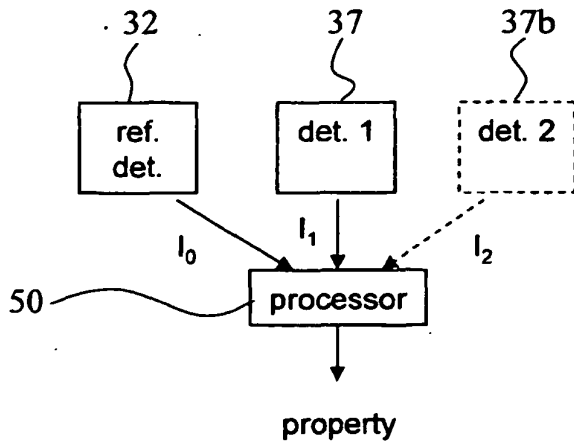 32 37 37b
ref. det. 1 det. 2
det.
I₀ I₁ I₂
50 processor
property